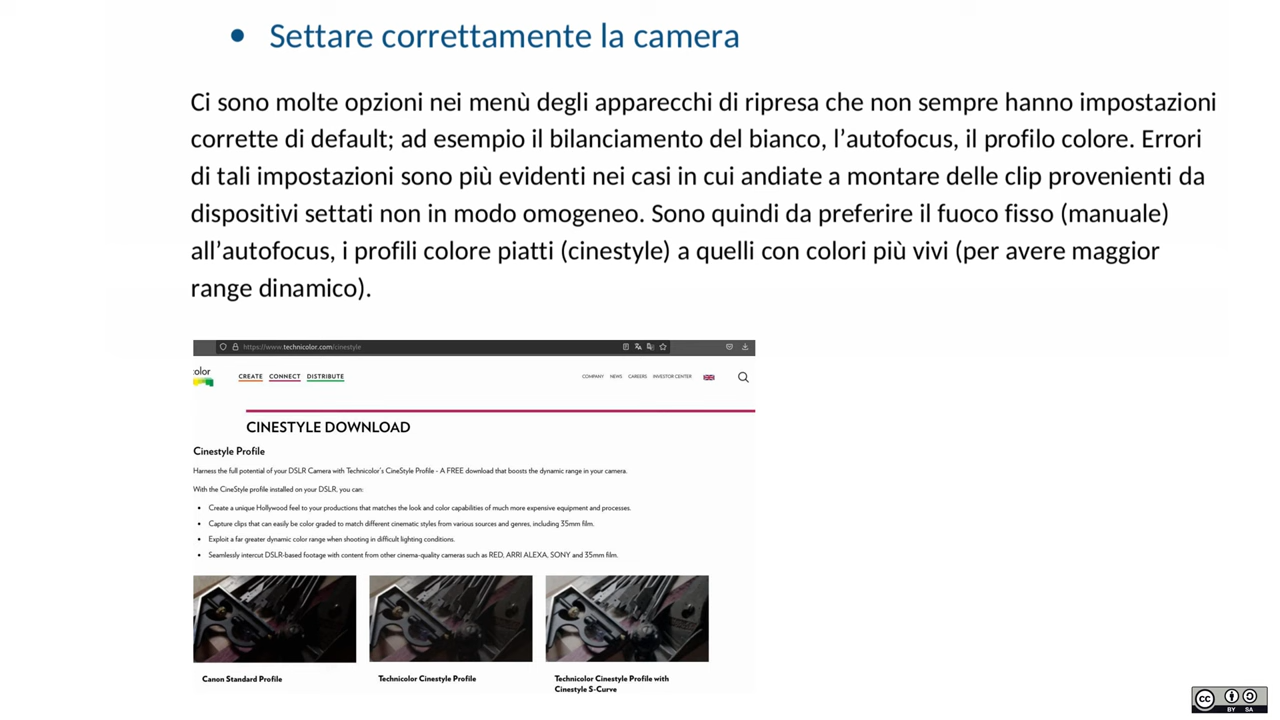 Settare correttamente la camera
Ci sono molte opzioni nei menù degli apparecchi di ripresa che non sempre hanno impostazioni
corrette di default; ad esempio il bilanciamento del bianco, l’autofocus, il profilo colore. Errori
di tali impostazioni sono più evidenti nei casi in cui andiate a montare delle clip provenienti da
dispositivi settati non in modo omogeneo. Sono quindi da preferire il fuoco fisso (manuale)
all’autofocus, i profili colore piatti (cinestyle) a quelli con colori più vivi (per avere maggior
range dinamico).
https://www.technicolor.com/cinestyle
olor
CREATE CONNECT DISTRIBUTE COMPANY NEWS CAREERS INVESTOR CENTER
CINESTYLE DOWNLOAD
Cinestyle Profile
Harness the full potential of your DSLR Camera with Technicolor's CineStyle Profile - A FREE download that boosts the dynamic range in your camera.
With the CineStyle profile installed on your DSLR, you can:
Create a unique Hollywood feel to your productions that matches the look and color capabilities of much more expensive equipment and processes.
Capture clips that can easily be color graded to match different cinematic styles from various sources and genres, including 35mm film.
Exploit a far greater dynamic color range when shooting in difficult lighting conditions.
Seamlessly intercut DSLR-based footage with content from other cinema-quality cameras such as RED, ARRI ALEXA, SONY and 35mm film.
Canon Standard Profile
Technicolor Cinestyle Profile
Technicolor Cinestyle Profile with
Cinestyle S-Curve
cc
BY SA